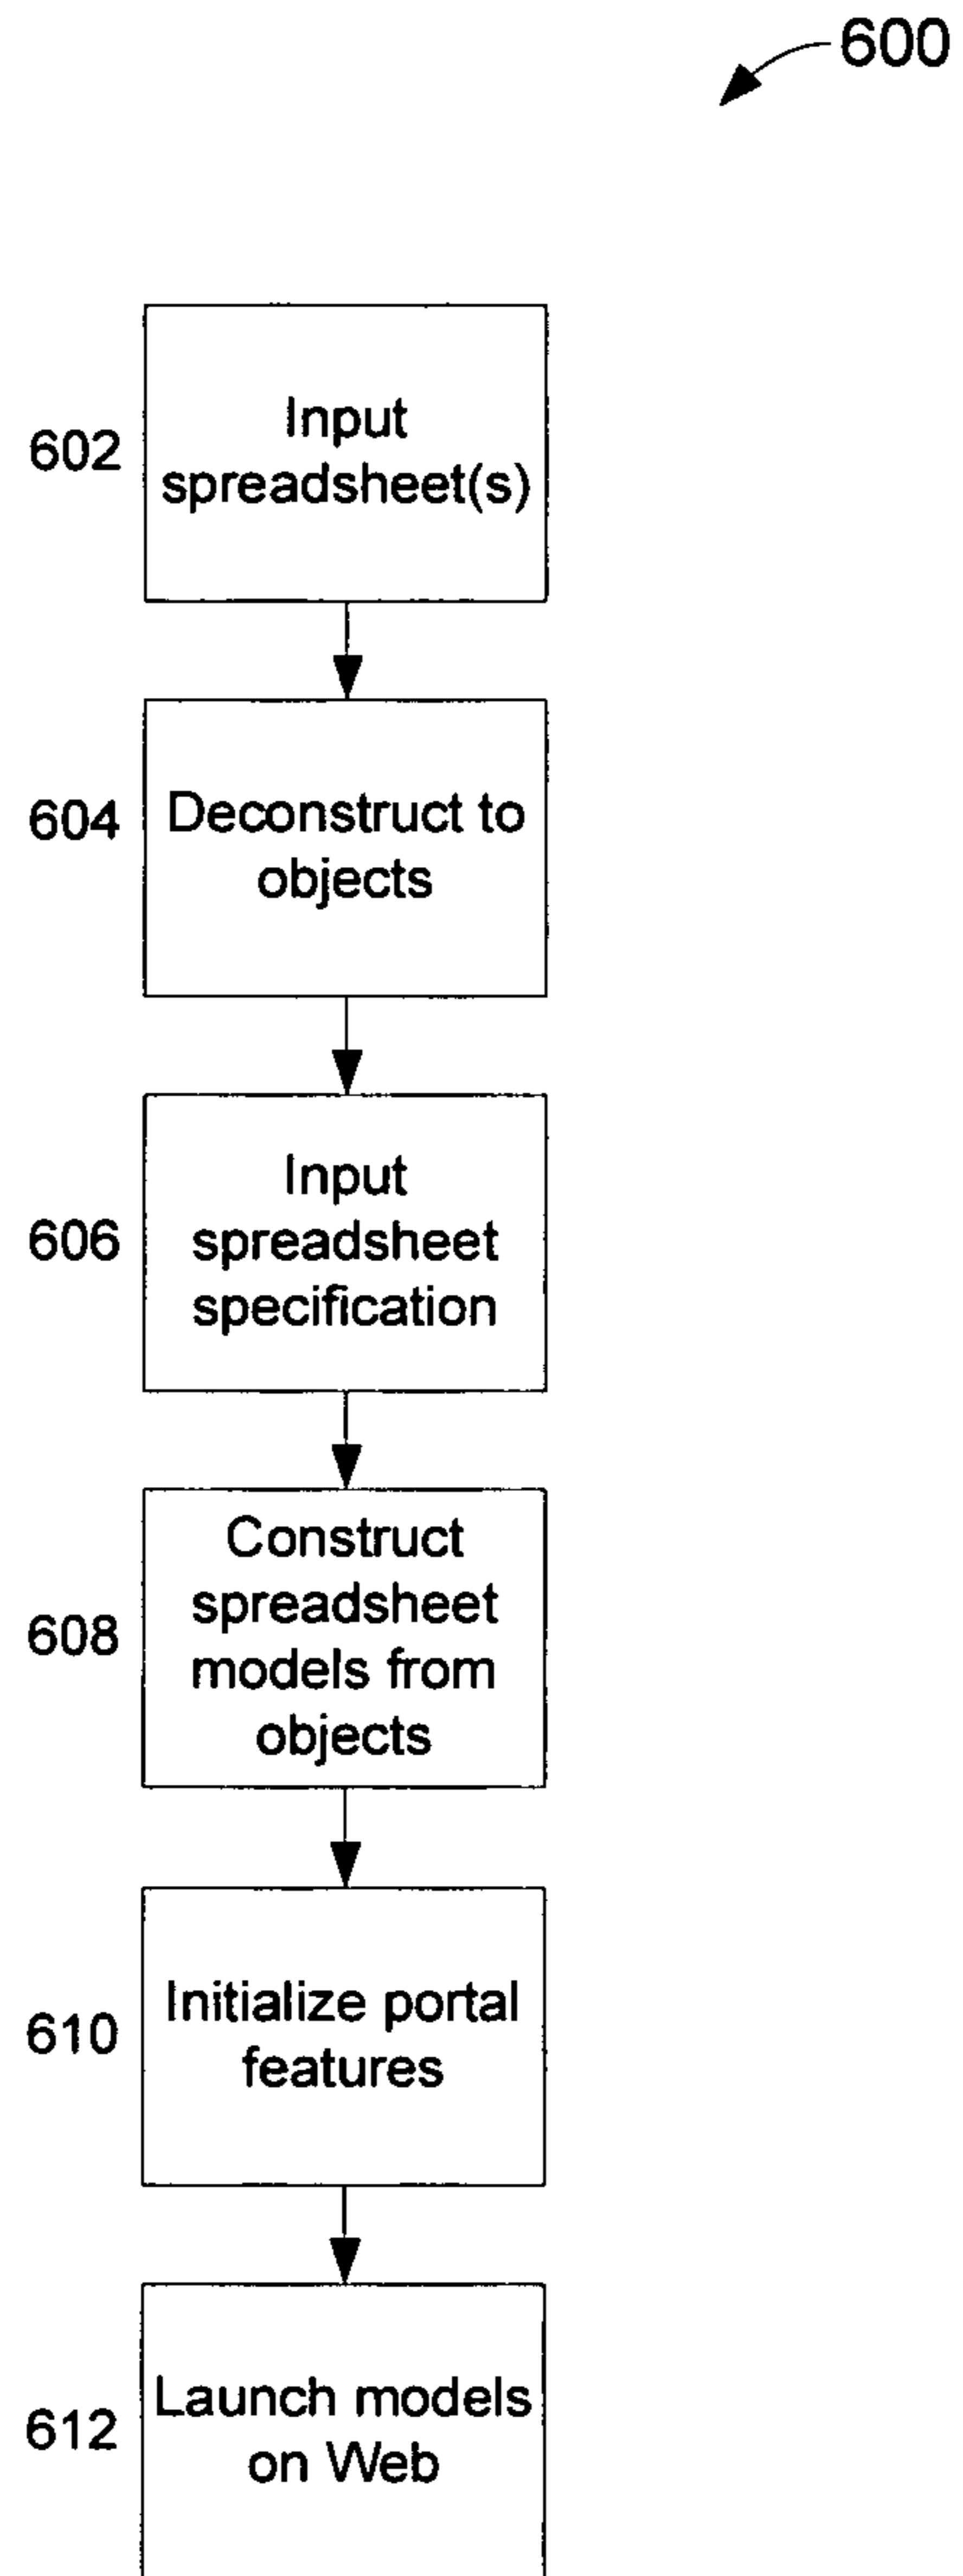 600
602
Input
spreadsheet(s)
604
Deconstruct to
objects
606
Input
spreadsheet
specification
608
Construct
spreadsheet
models from
objects
610
Initialize portal
features
612
Launch models
on Web